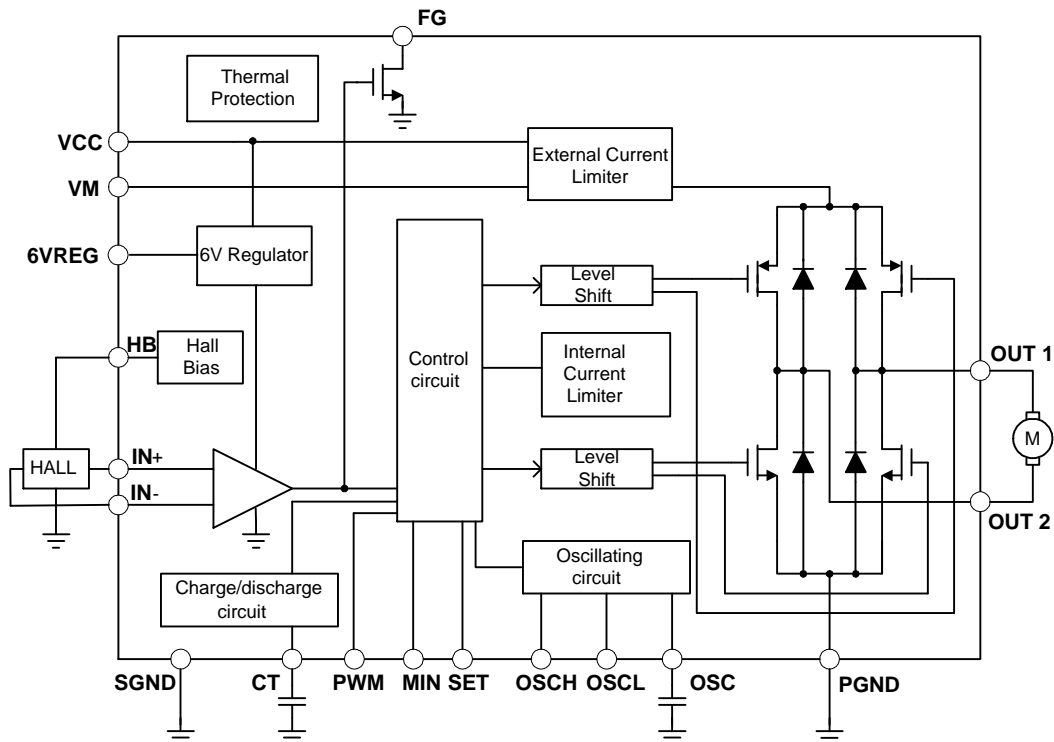 FG
Thermal
Protection
VCC
External Current
Limiter
VM
6VREG
6V Regulator
Level
Shift
HB
Hall
Bias
Control
circuit
Internal
Current
Limiter
OUT 1
M
HALL
IN+
IN-
Level
Shift
OUT 2
Oscillating
circuit
Charge/discharge
circuit
SGND
CT
PWM
MIN
SET
OSCH
OSCL
OSC
PGND